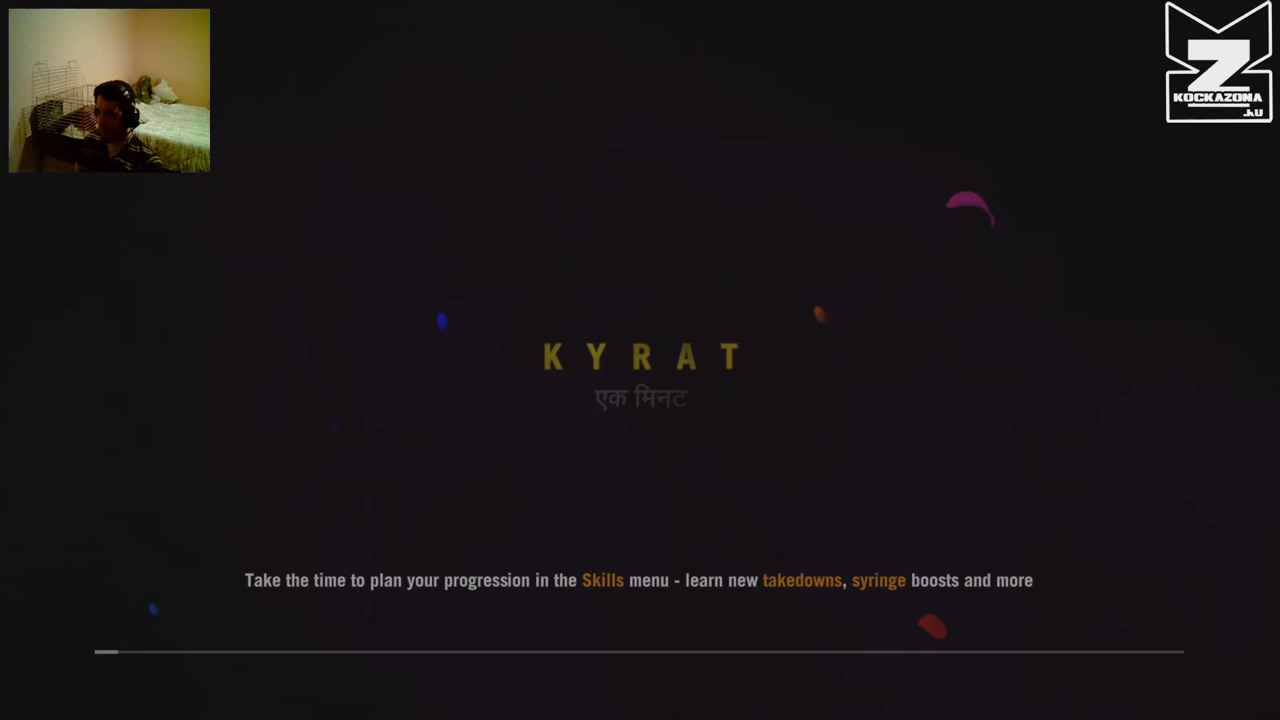 Z
KOCKAZONA
.HU
KYRAT
एक मिनट
Take the time to plan your progression in the Skills menu - learn new takedowns, syringe boosts and more